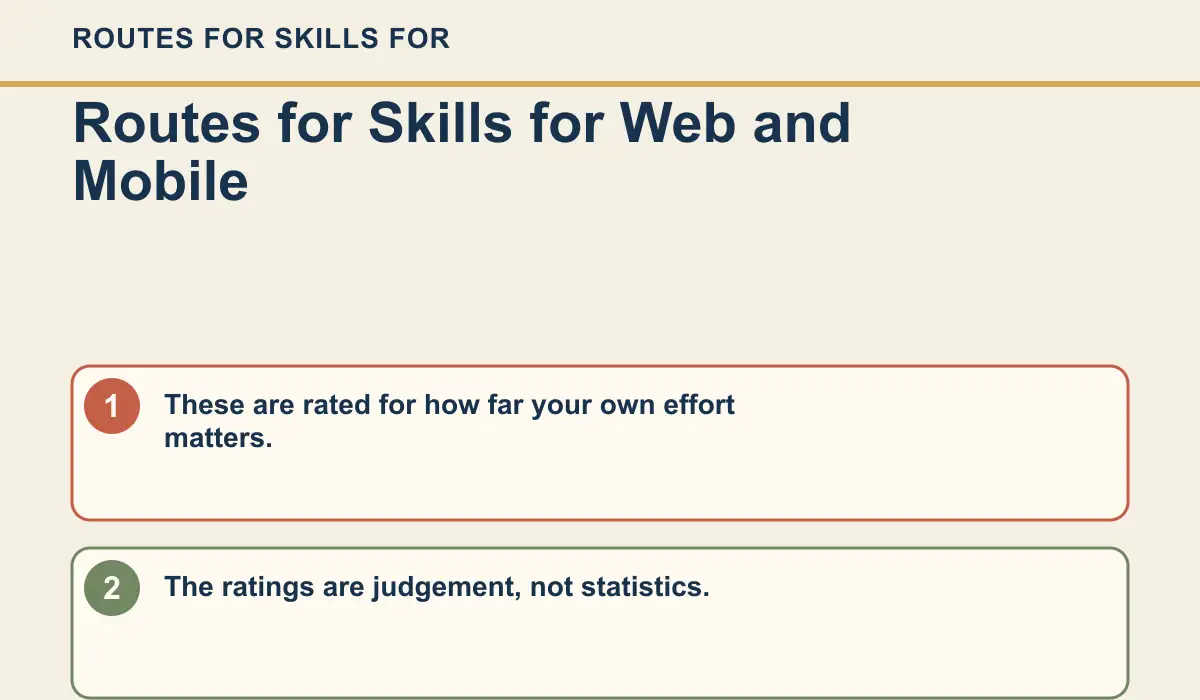 ROUTES FOR SKILLS FOR
Routes for Skills for Web and
Mobile
1
These are rated for how far your own effort
matters.
2
The ratings are judgement, not statistics.